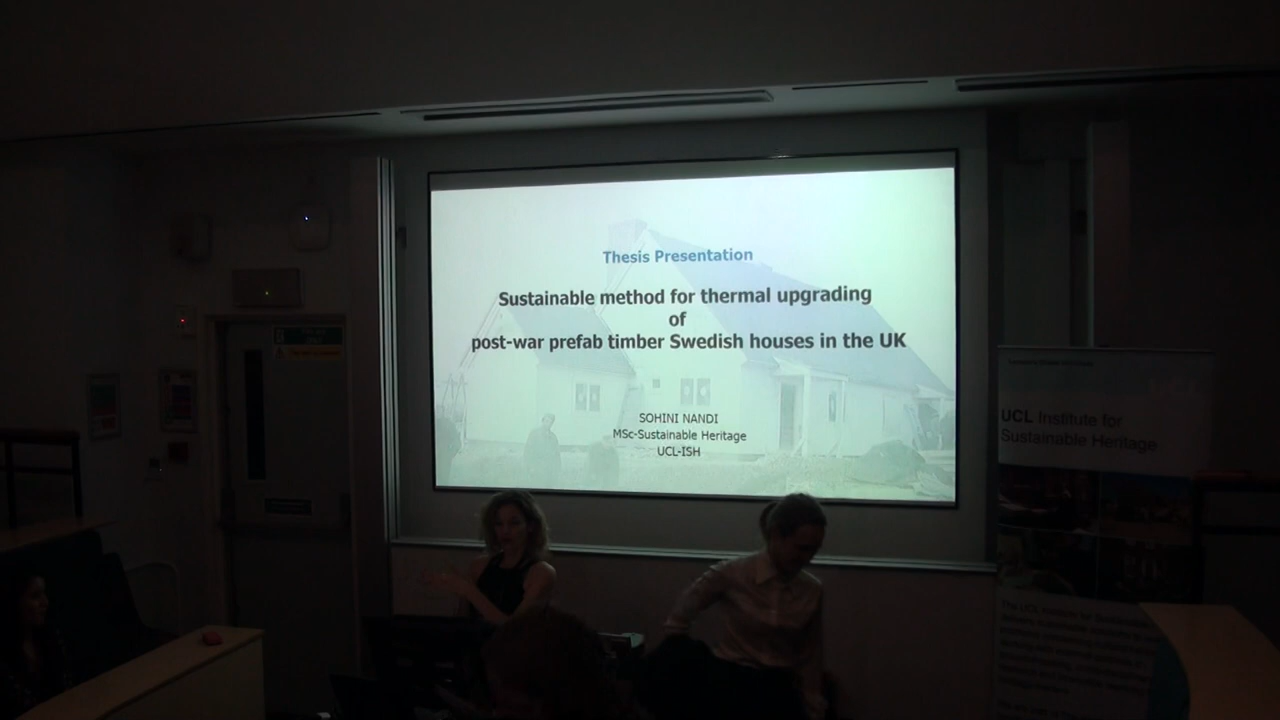 Thesis Presentation
Sustainable method for thermal upgrading
of
post-war prefab timber Swedish houses in the UK
SOHINI NANDI
MSc-Sustainable Heritage
UCL-ISH
UCL Institute for
Sustainable Heritage